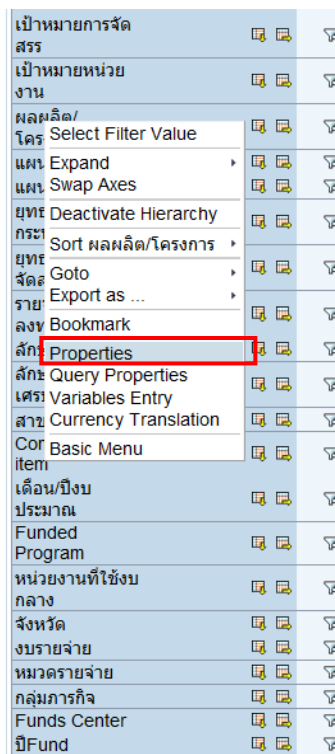 เป้าหมายการจัด
สรร
เป้าหมายหน่วย
งาน
ผลผลิต/
โคร
Select Filter Value
แผน
Expand
แผน
Swap Axes
ยุทธ
Deactivate Hierarchy
กระ
Sort ผลผลิต/โครงการ
ยุทธ
จัดส
Goto
ราย
Export as ...
ลงท
Bookmark
ลัก
Properties
ลักษ
Query Properties
เศร
Variables Entry
สาข
Currency Translation
Con
Basic Menu
item
เดือน/ปีงบ
ประมาณ
Funded
Program
หน่วยงานที่ใช้งบ
กลาง
จังหวัด
งบรายจ่าย
หมวดรายจ่าย
กลุ่มภารกิจ
Funds Center
ปีFund